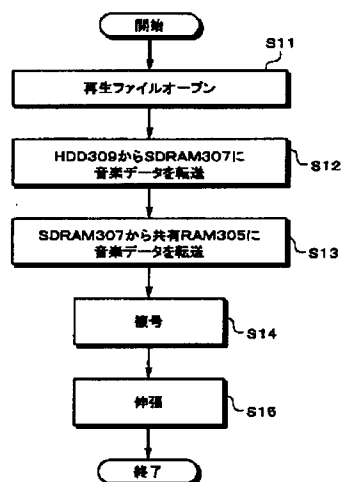 開始
S11
再生ファイルオープン
HDD309からSDRAM307に
音楽データを転送
S12
SDRAM307から共有RAM305に
音楽データを転送
S13
復号
S14
伸張
S15
終了